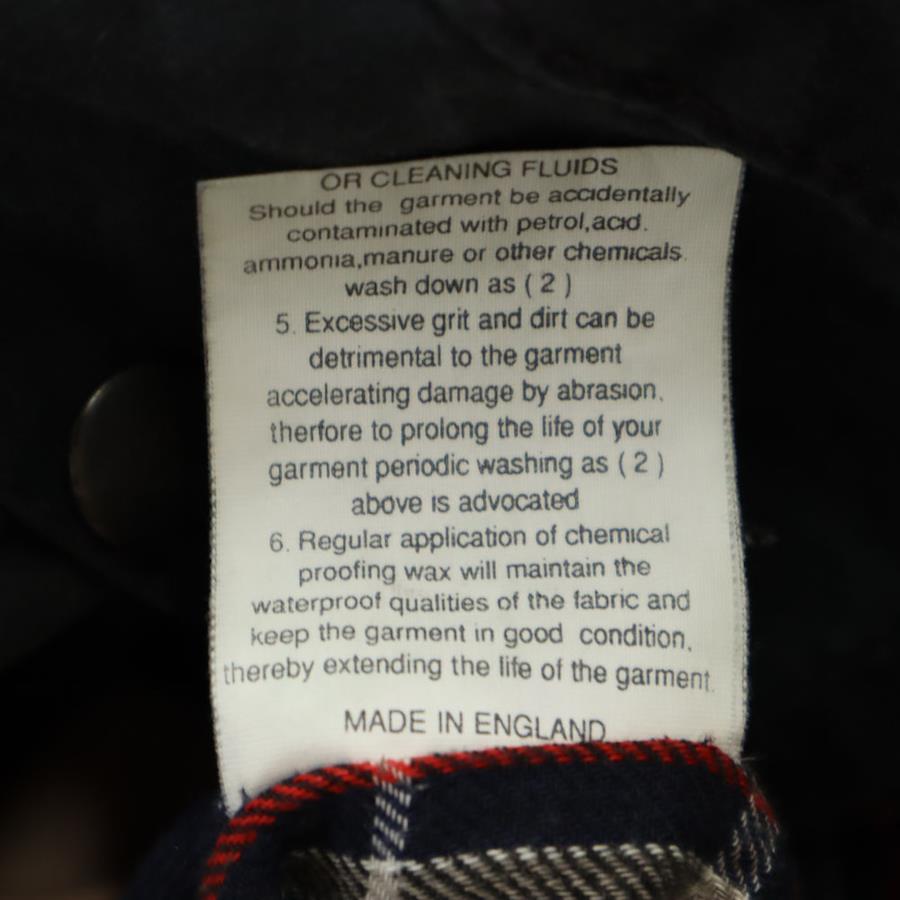 OR CLEANING FLUIDS
Should the garment be accidentally
contaminated with petrol,acid.
ammonia,manure or other chemicals.
wash down as ( 2 )
5. Excessive grit and dirt can be
detrimental to the garment
accelerating damage by abrasion.
therfore to prolong the life of your
garment periodic washing as ( 2 )
above is advocated
6. Regular application of chemical
proofing wax will maintain the
waterproof qualities of the fabric and
keep the garment in good condition.
thereby extending the life of the garment.
MADE IN ENGLAND